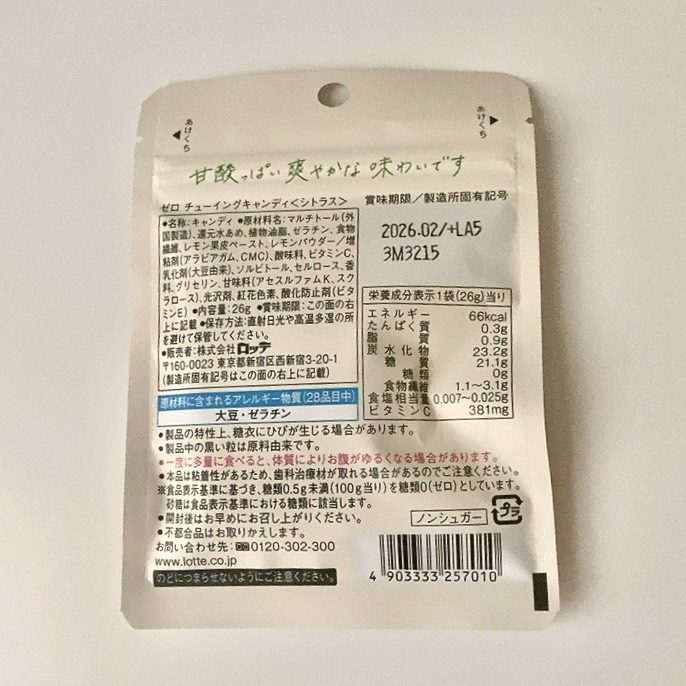 あけくち
あけくち
甘酸っぱい爽やかな味わいです
ゼロ チューイングキャンディ<シトラス>
●名称:キャンディ ●原材料名:マルチトール(外
国製造)、還元水あめ、植物油脂、ゼラチン、食物
繊維、レモン果皮ペースト、レモンパウダー/増
粘剤(アラビアガム、CMC)、酸味料、ビタミンC、
乳化剤(大豆由来)、ソルビトール、セルロース、香
料、グリセリン、甘味料(アセスルファムK、スク
ラロース)、光沢剤、紅花色素、酸化防止剤(ビタ
ミンE) ●内容量:26g ●賞味期限:この面の右
上に記載 ●保存方法:直射日光や高温多湿の所
を避けて保管してください。
●販売者:株式会社ロッテ
〒160-0023 東京都新宿区西新宿3-20-1
(製造所固有記号はこの面の右上に記載)
賞味期限/製造所固有記号
2026.02/+LA5
3M3215
栄養成分表示1袋(26g)当り
エネルギー 66kcal
たんぱく質 0.3g
脂質 0.9g
炭水化物 23.2g
糖質 21.1g
糖類 0g
食物繊維 1.1~3.1g
食塩相当量 0.007~0.025g
ビタミンC 381mg
原材料に含まれるアレルギー物質(28品目中)
大豆・ゼラチン
●製品の特性上、糖衣にひびが生じる場合があります。
●製品中の黒い粒は原料由来です。
●一度に多量に食べると、体質によりお腹がゆるくなる場合があります。
●本品は粘着性があるため、歯科治療材が取れる場合があるのでご注意ください。
※食品表示基準に基づき、糖類0.5g未満(100g当り)を糖類0(ゼロ)としています。
砂糖は食品表示基準における糖類に該当します。
●開封後はお早めにお召し上がりください。
●不都合品はお取りかえします。
お問い合わせ先:0120-302-300
www.lotte.co.jp
のどにつまらせないようにご注意ください。
ノンシュガー
プラ
4 903333 257010